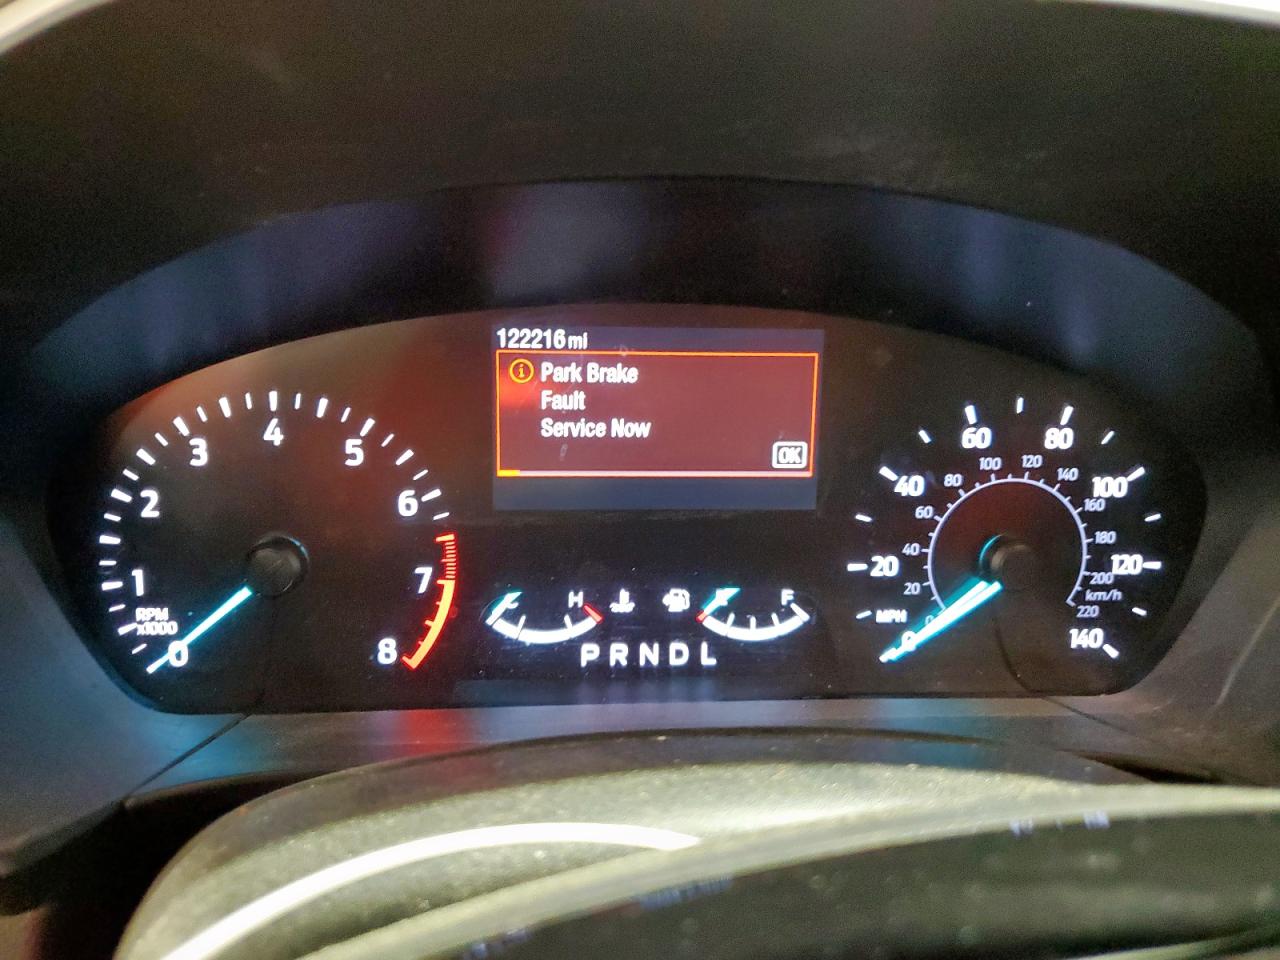 122216 mi
Park Brake
Fault
Service Now
OK
0 1 2 3 4 5 6 7 8
RPM
x1000
H
F
P R N D L
0 20 40 60 80 100 120 140
MPH
0 20 40 60 80 100 120 140 160 180 200 220
km/h